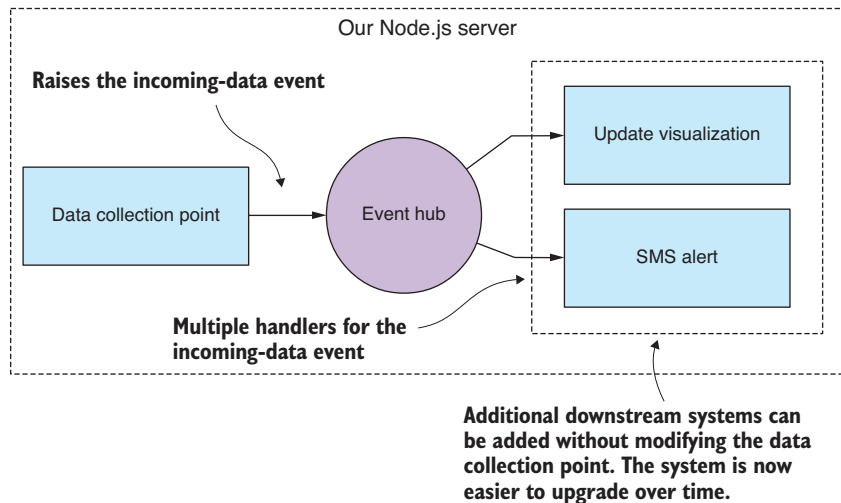 Our Node.js server
Raises the incoming-data event
Update visualization
Data collection point
Event hub
SMS alert
Multiple handlers for the
incoming-data event
Additional downstream systems can
be added without modifying the data
collection point. The system is now
easier to upgrade over time.